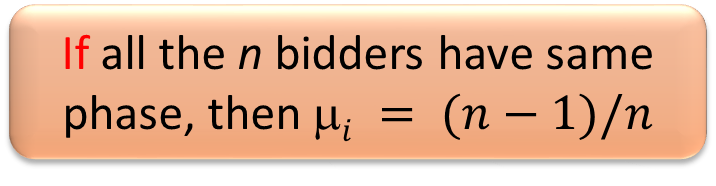 If all the n bidders have same
phase, then μᵢ = (n − 1)/n